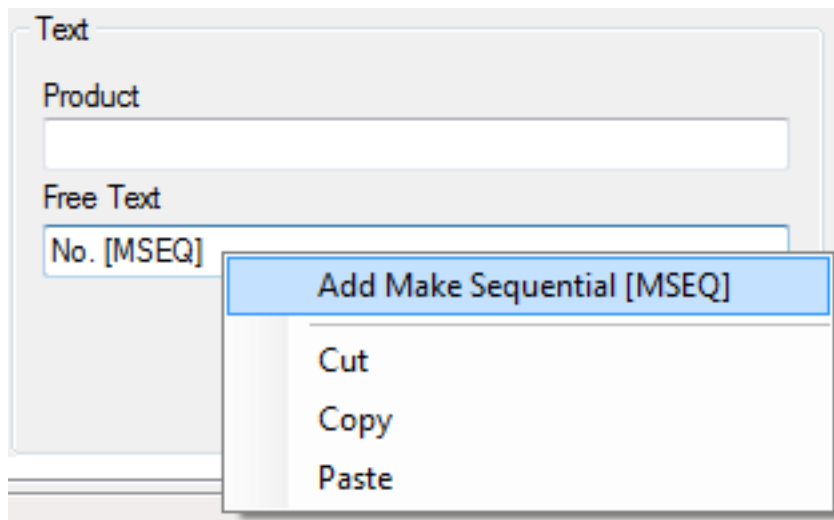 Text
Product
Free Text
No. [MSEQ]
Add Make Sequential [MSEQ]
Cut
Copy
Paste